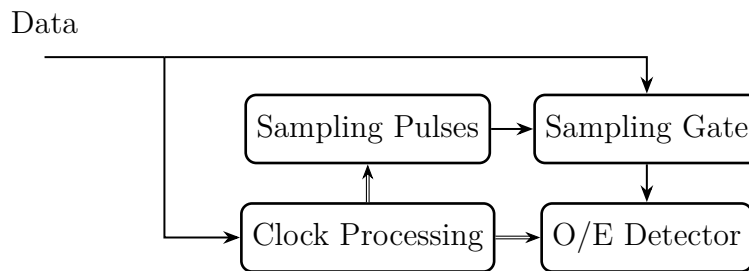 Data
Sampling Pulses
Sampling Gate
Clock Processing
O/E Detector